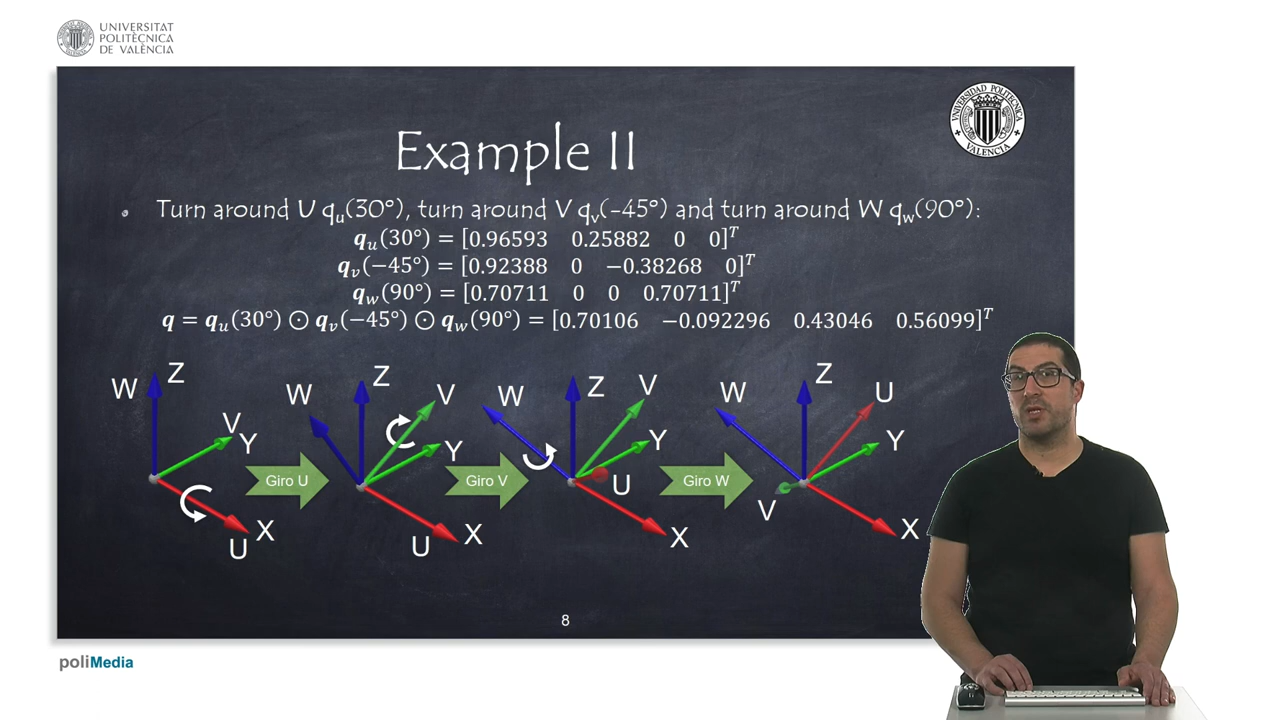 UNIVERSITAT
POLITÈCNICA
DE VALÈNCIA
UNIVERSIDAD POLITECNICA
VALENCIA
Example II
• Turn around U q_u(30°), turn around V q_v(-45°) and turn around W q_w(90°):
q_u(30°) = [0.96593 0.25882 0 0]^T
q_v(−45°) = [0.92388 0 −0.38268 0]^T
q_w(90°) = [0.70711 0 0 0.70711]^T
q = q_u(30°) ⊙ q_v(−45°) ⊙ q_w(90°) = [0.70106 −0.092296 0.43046 0.56099]^T
W Z V Y X U
Giro U
W Z V Y X U
Giro V
W Z V Y U X
Giro W
W Z U Y V X
8
poliMedia